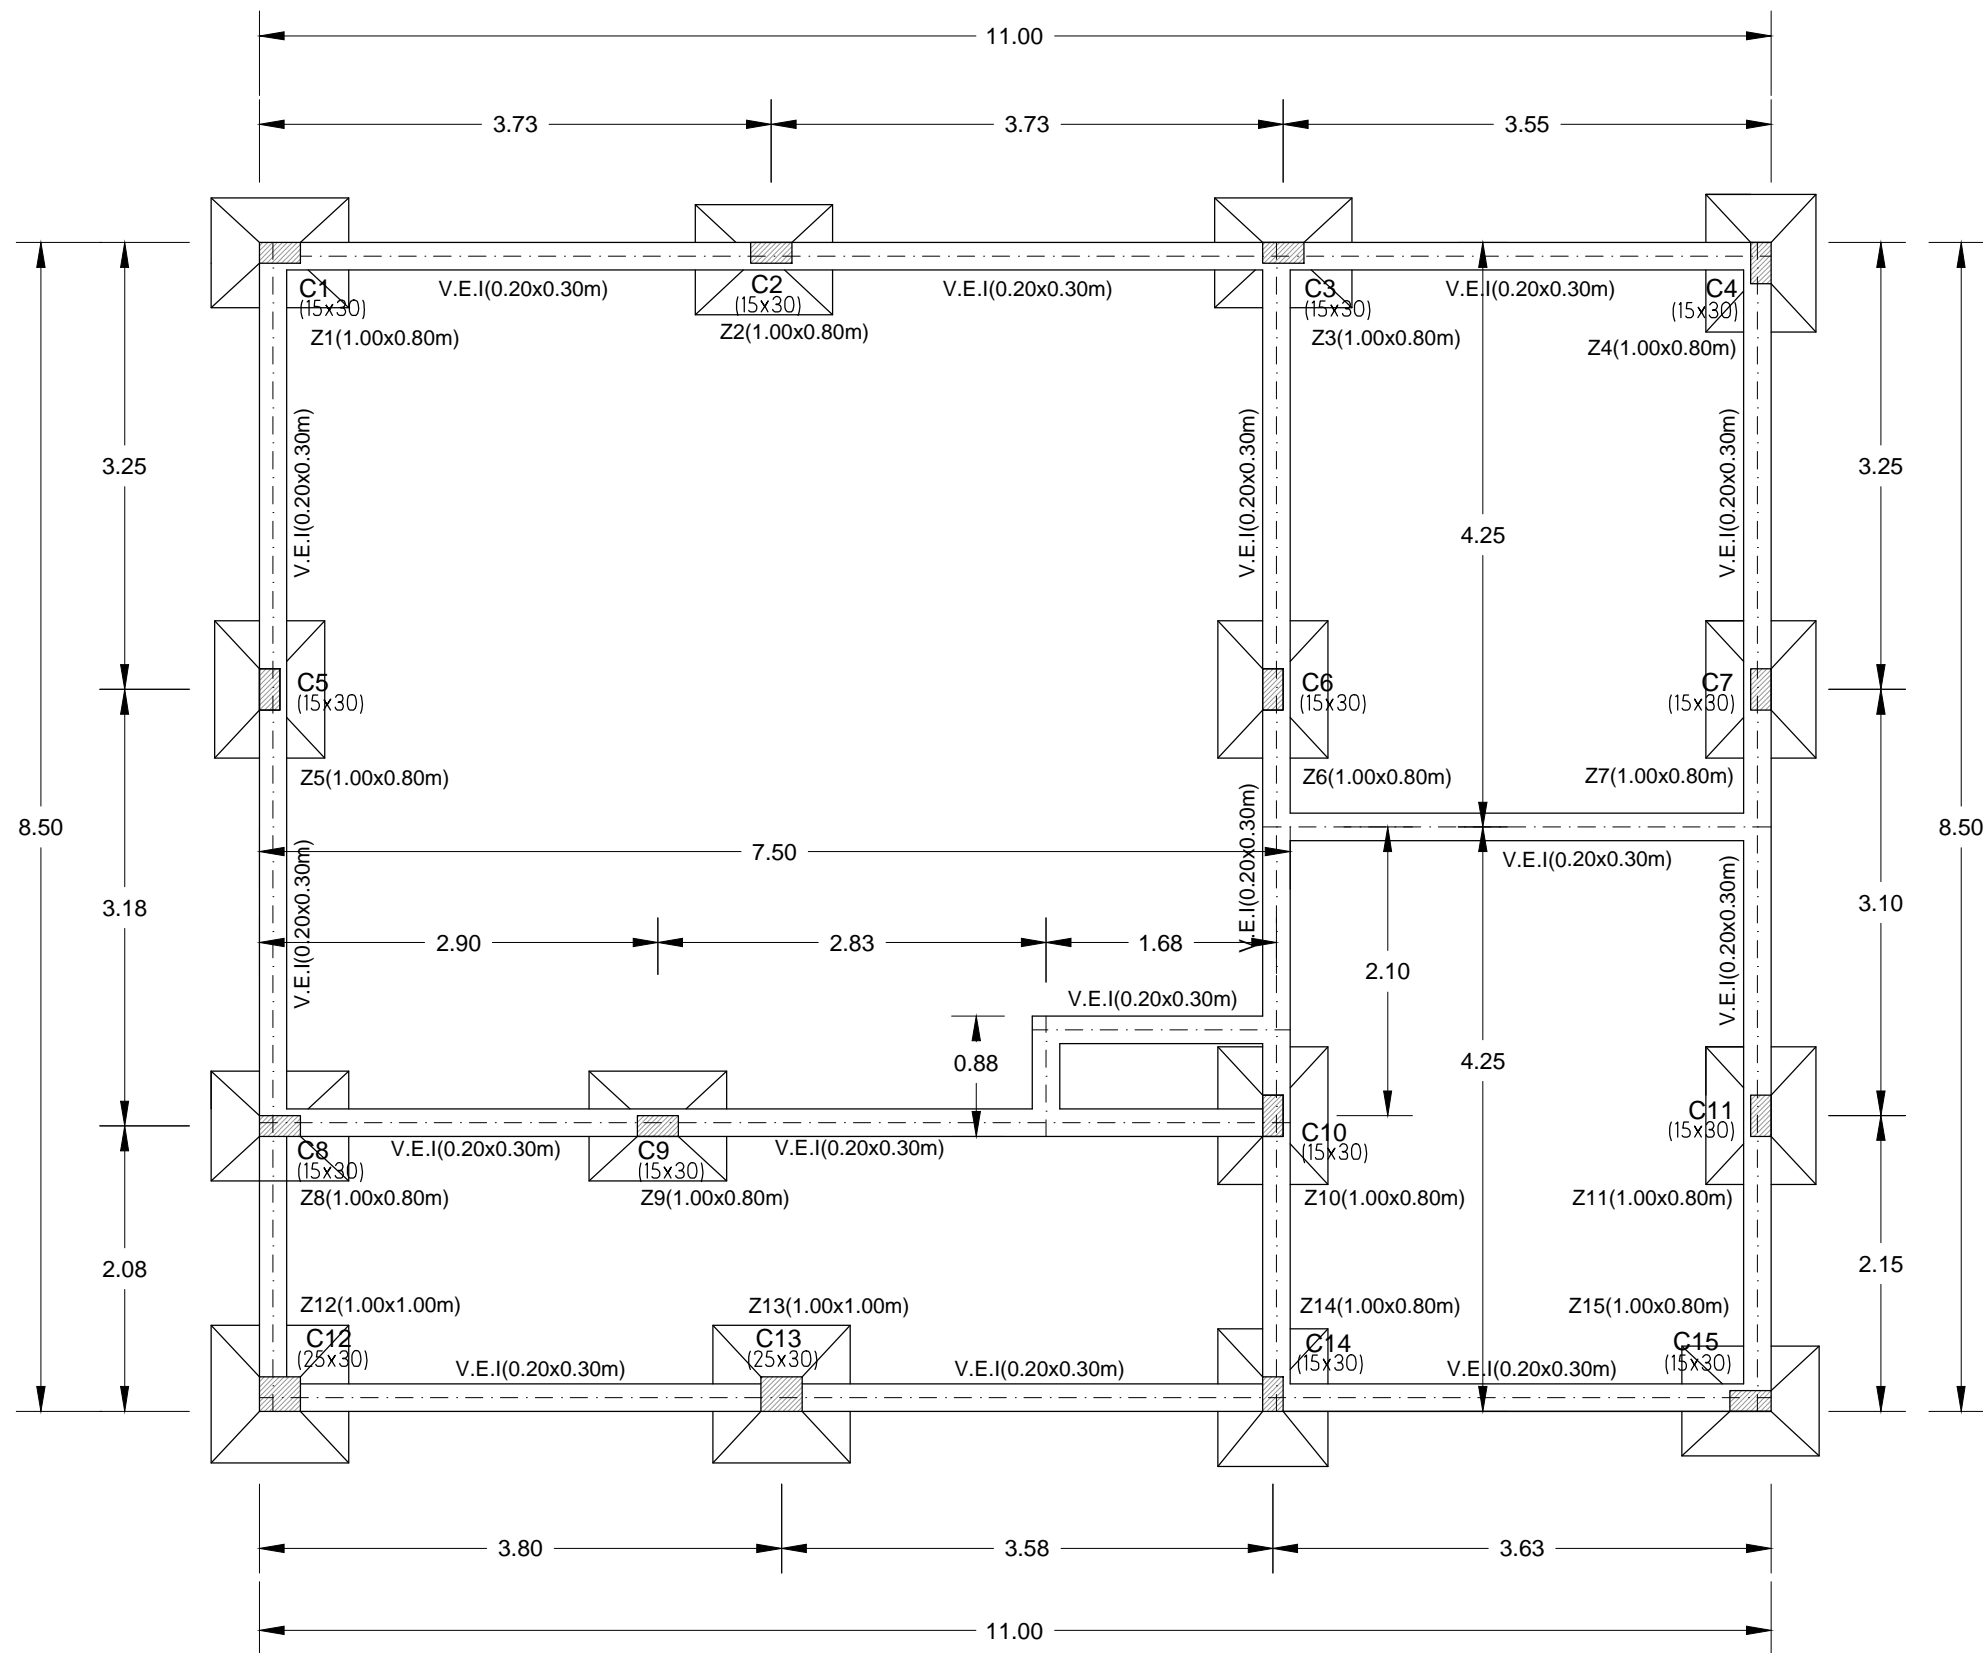 11.00
3.73
3.73
3.55
C1
(15x30)
Z1(1.00x0.80m)
V.E.I(0.20x0.30m)
C2
(15x30)
Z2(1.00x0.80m)
V.E.I(0.20x0.30m)
C3
(15x30)
Z3(1.00x0.80m)
V.E.I(0.20x0.30m)
C4
(15x30)
Z4(1.00x0.80m)
3.25
V.E.I(0.20x0.30m)
V.E.I(0.20x0.30m)
4.25
V.E.I(0.20x0.30m)
3.25
C5
(15x30)
Z5(1.00x0.80m)
C6
(15x30)
Z6(1.00x0.80m)
C7
(15x30)
Z7(1.00x0.80m)
8.50
8.50
7.50
V.E.I(0.20x0.30m)
V.E.I(0.20x0.30m)
V.E.I(0.20x0.30m)
V.E.I(0.20x0.30m)
3.18
3.10
2.90
2.83
1.68
2.10
V.E.I(0.20x0.30m)
0.88
4.25
C8
(15x30)
Z8(1.00x0.80m)
V.E.I(0.20x0.30m)
C9
(15x30)
Z9(1.00x0.80m)
V.E.I(0.20x0.30m)
C10
(15x30)
Z10(1.00x0.80m)
C11
(15x30)
Z11(1.00x0.80m)
2.08
2.15
Z12(1.00x1.00m)
C12
(25x30)
V.E.I(0.20x0.30m)
Z13(1.00x1.00m)
C13
(25x30)
V.E.I(0.20x0.30m)
Z14(1.00x0.80m)
C14
(15x30)
V.E.I(0.20x0.30m)
Z15(1.00x0.80m)
C15
(15x30)
3.80
3.58
3.63
11.00